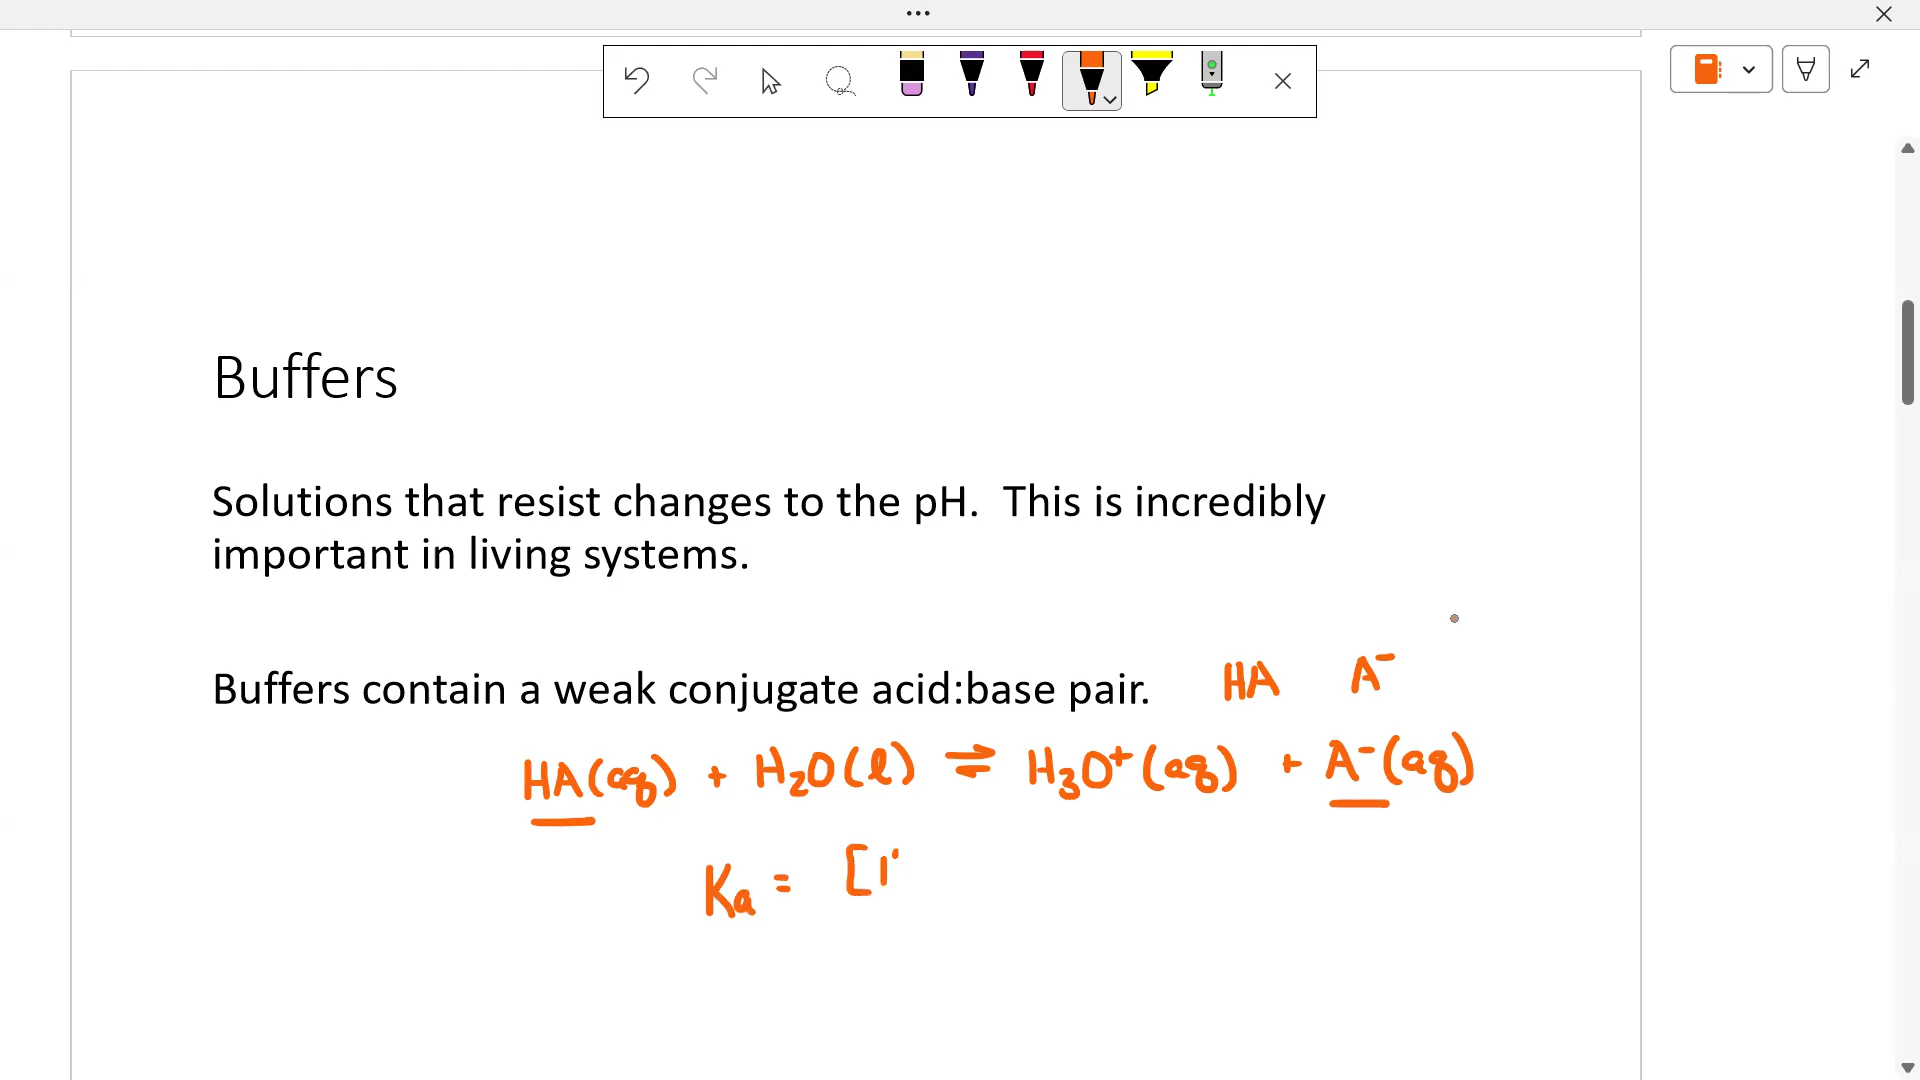 Buffers
Solutions that resist changes to the pH. This is incredibly
important in living systems.
Buffers contain a weak conjugate acid:base pair. HA A⁻
HA(aq) + H₂O(l) ⇌ H₃O⁺(aq) + A⁻(aq)
Ka = [